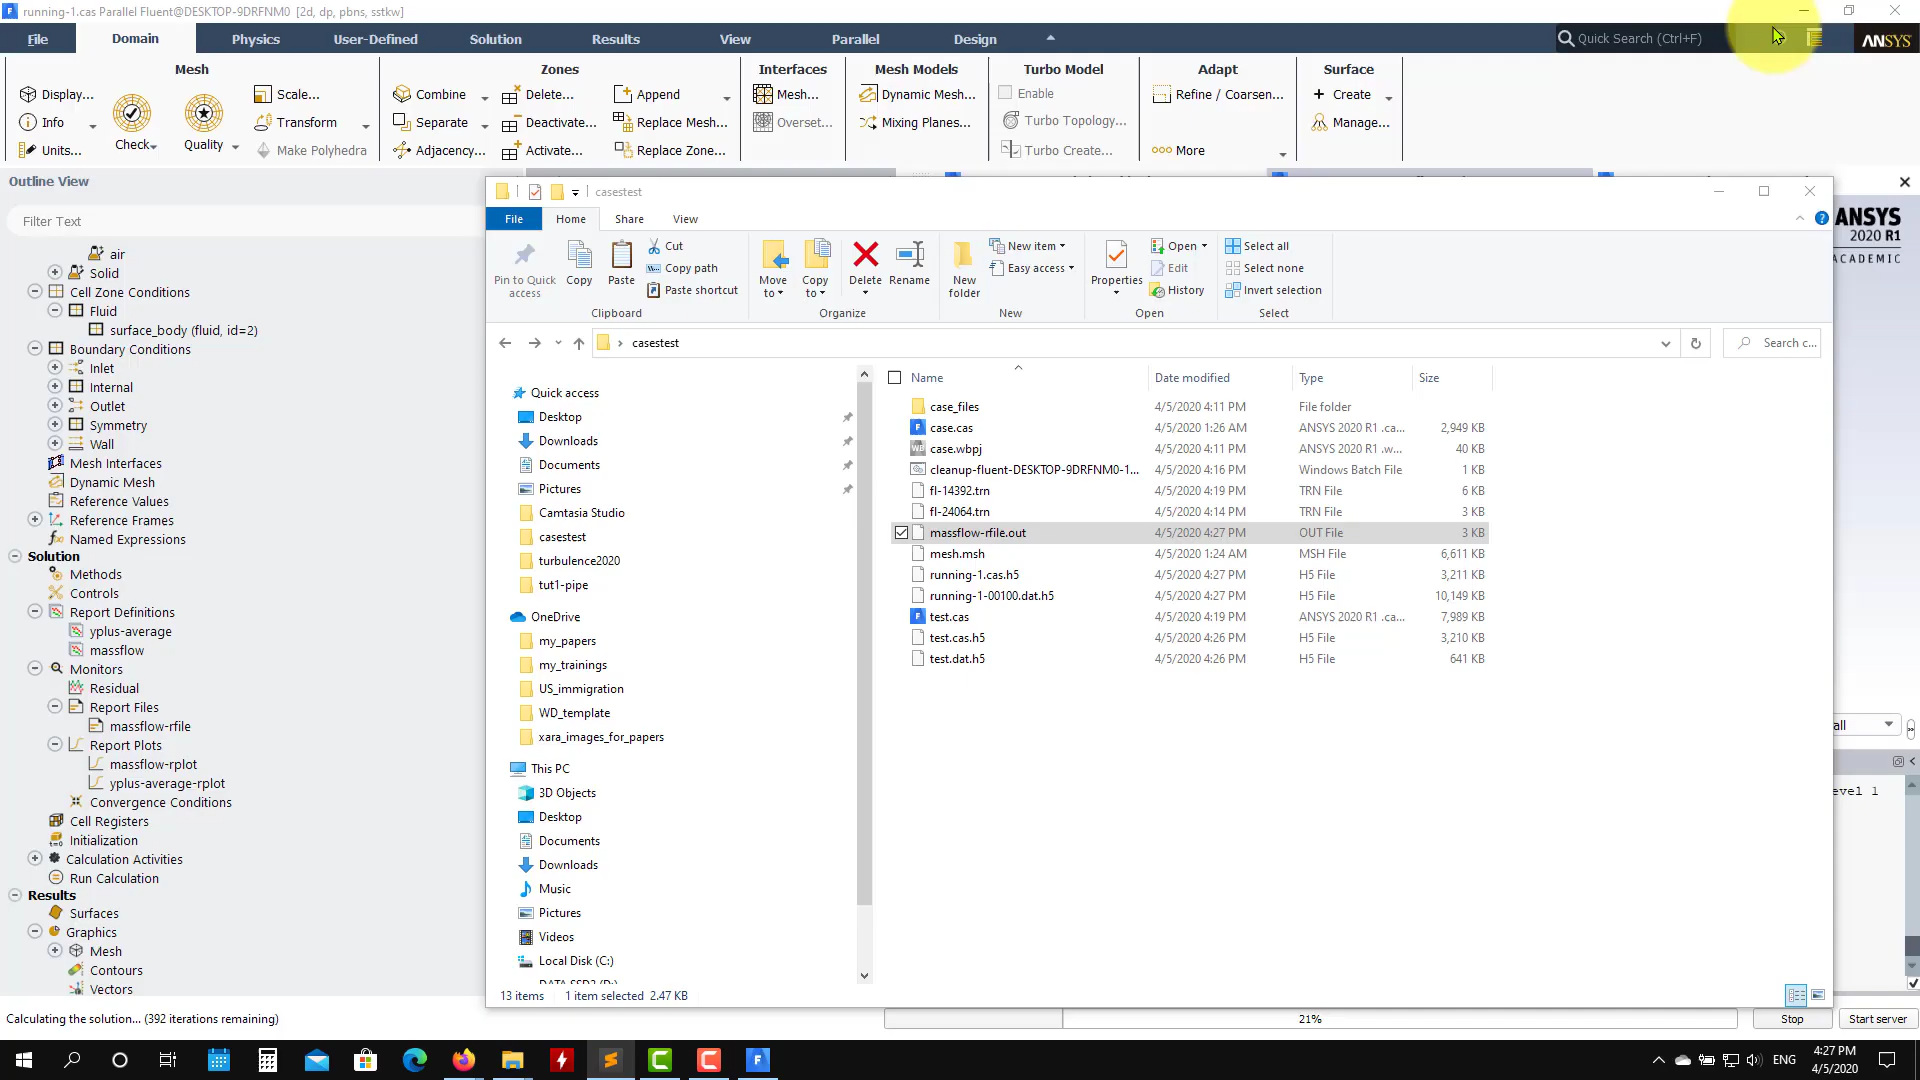 running-1.cas Parallel Fluent@DESKTOP-9DRFNM0 [2d, dp, pbns, sstkw]
File Domain Physics User-Defined Solution Results View Parallel Design Quick Search (Ctrl+F) ANSYS
Mesh Zones Interfaces Mesh Models Turbo Model Adapt Surface
Display... Scale... Combine Delete... Append Mesh... Dynamic Mesh... Enable Refine / Coarsen... Create
Info Transform Separate Deactivate... Replace Mesh... Overset... Mixing Planes... Turbo Topology... Manage...
Units... Check Quality Make Polyhedra Adjacency... Activate... Replace Zone... Turbo Create... More
Outline View
Filter Text
air
Solid
Cell Zone Conditions
Fluid
surface_body (fluid, id=2)
Boundary Conditions
Inlet
Internal
Outlet
Symmetry
Wall
Mesh Interfaces
Dynamic Mesh
Reference Values
Reference Frames
Named Expressions
Solution
Methods
Controls
Report Definitions
yplus-average
massflow
Monitors
Residual
Report Files
massflow-rfile
Report Plots
massflow-rplot
yplus-average-rplot
Convergence Conditions
Cell Registers
Initialization
Calculation Activities
Run Calculation
Results
Surfaces
Graphics
Mesh
Contours
Vectors
casestest
File Home Share View
Pin to Quick access
Copy
Paste
Cut
Copy path
Paste shortcut
Move to
Copy to
Delete
Rename
New folder
New item
Easy access
Properties
Open
Edit
History
Select all
Select none
Invert selection
Clipboard Organize New Open Select
casestest Search c...
Quick access
Desktop
Downloads
Documents
Pictures
Camtasia Studio
casestest
turbulence2020
tut1-pipe
OneDrive
my_papers
my_trainings
US_immigration
WD_template
xara_images_for_papers
This PC
3D Objects
Desktop
Documents
Downloads
Music
Pictures
Videos
Local Disk (C:)
Name Date modified Type Size
case_files 4/5/2020 4:11 PM File folder
case.cas 4/5/2020 1:26 AM ANSYS 2020 R1 .ca... 2,949 KB
case.wbpj 4/5/2020 4:11 PM ANSYS 2020 R1 .w... 40 KB
cleanup-fluent-DESKTOP-9DRFNM0-1... 4/5/2020 4:16 PM Windows Batch File 1 KB
fl-14392.trn 4/5/2020 4:19 PM TRN File 6 KB
fl-24064.trn 4/5/2020 4:14 PM TRN File 3 KB
massflow-rfile.out 4/5/2020 4:27 PM OUT File 3 KB
mesh.msh 4/5/2020 1:24 AM MSH File 6,611 KB
running-1.cas.h5 4/5/2020 4:27 PM H5 File 3,211 KB
running-1-00100.dat.h5 4/5/2020 4:27 PM H5 File 10,149 KB
test.cas 4/5/2020 4:19 PM ANSYS 2020 R1 .ca... 7,989 KB
test.cas.h5 4/5/2020 4:26 PM H5 File 3,210 KB
test.dat.h5 4/5/2020 4:26 PM H5 File 641 KB
13 items 1 item selected 2.47 KB
ANSYS
2020 R1
ACADEMIC
all
evel 1
Calculating the solution... (392 iterations remaining) 21% Stop Start server
ENG
4:27 PM
4/5/2020